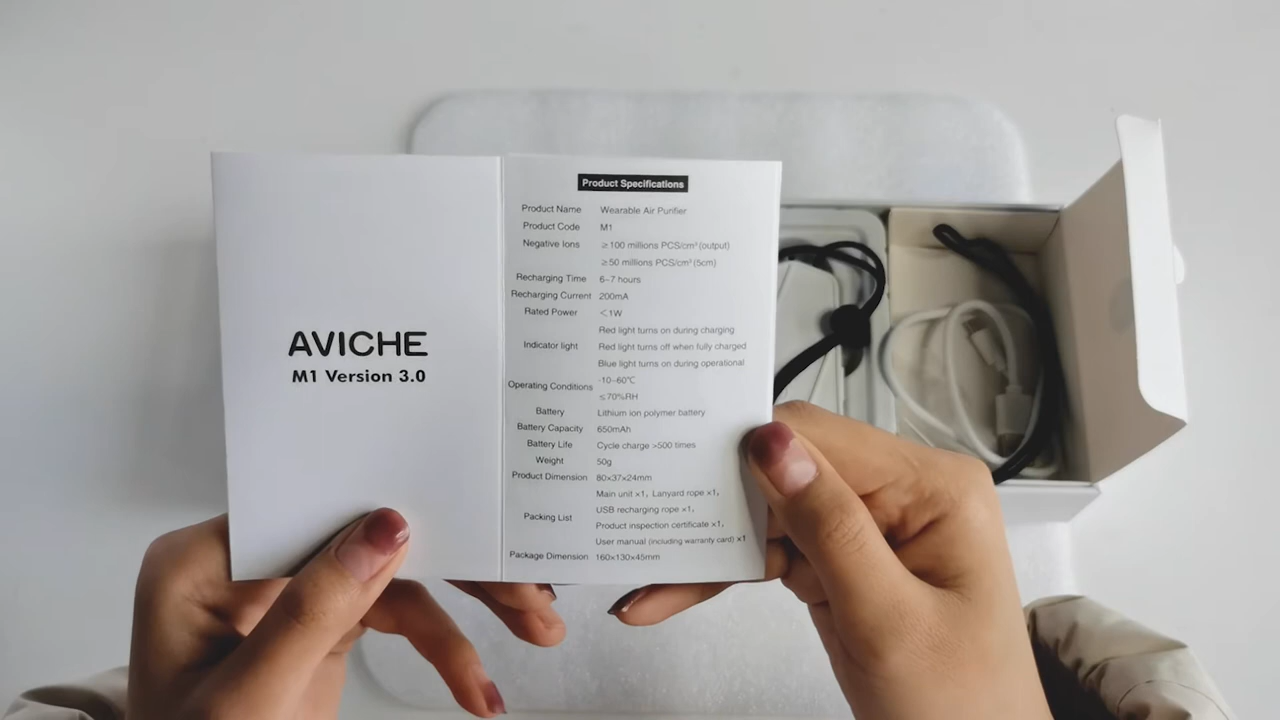 AVICHE
M1 Version 3.0
Product Specifications
Product Name Wearable Air Purifier
Product Code M1
Negative Ions ≥100 millions PCS/cm³ (output)
≥50 millions PCS/cm³ (5cm)
Recharging Time 6~7 hours
Recharging Current 200mA
Rated Power <1W
Indicator light Red light turns on during charging
Red light turns off when fully charged
Blue light turns on during operational
Operating Conditions -10~60℃
≤70%RH
Battery Lithium ion polymer battery
Battery Capacity 650mAh
Battery Life Cycle charge >500 times
Weight 50g
Product Dimension 80×37×24mm
Packing List Main unit ×1, Lanyard rope ×1,
USB recharging rope ×1,
Product inspection certificate ×1,
User manual (including warranty card) ×1
Package Dimension 160×130×45mm